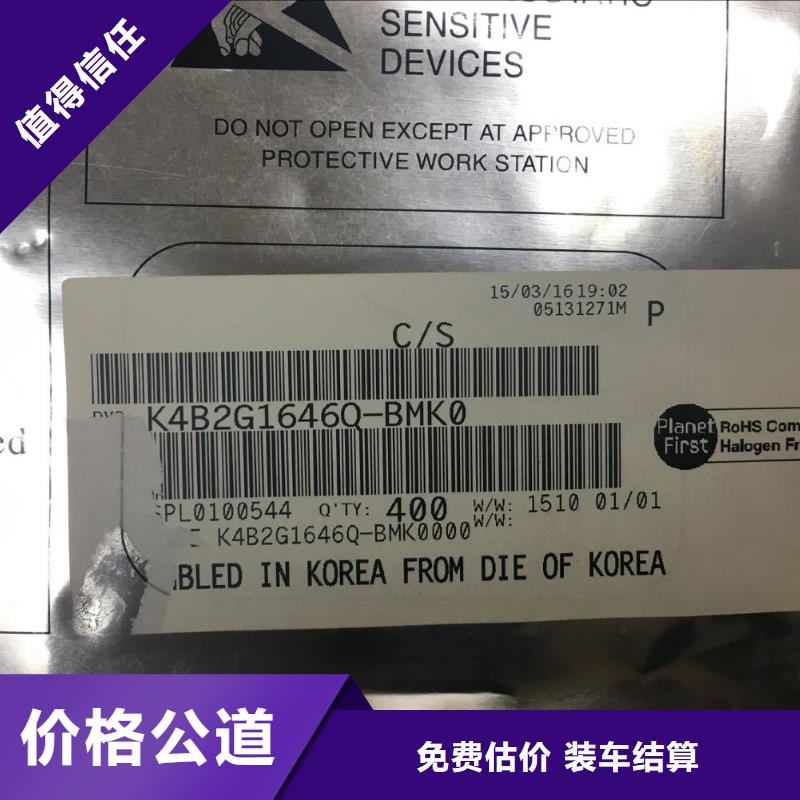 值得信任
SENSITIVE
DEVICES
DO NOT OPEN EXCEPT AT APPROVED
PROTECTIVE WORK STATION
15/03/16 19:02
05131271M P
C/S
K4B2G1646Q-BMK0
Planet First RoHS Com
Halogen Fr
PL0100544 Q'TY: 400 W/W: 1510 01/01
W/W:
K4B2G1646Q-BMK0000
BLED IN KOREA FROM DIE OF KOREA
ed
价格公道
免费估价 装车结算